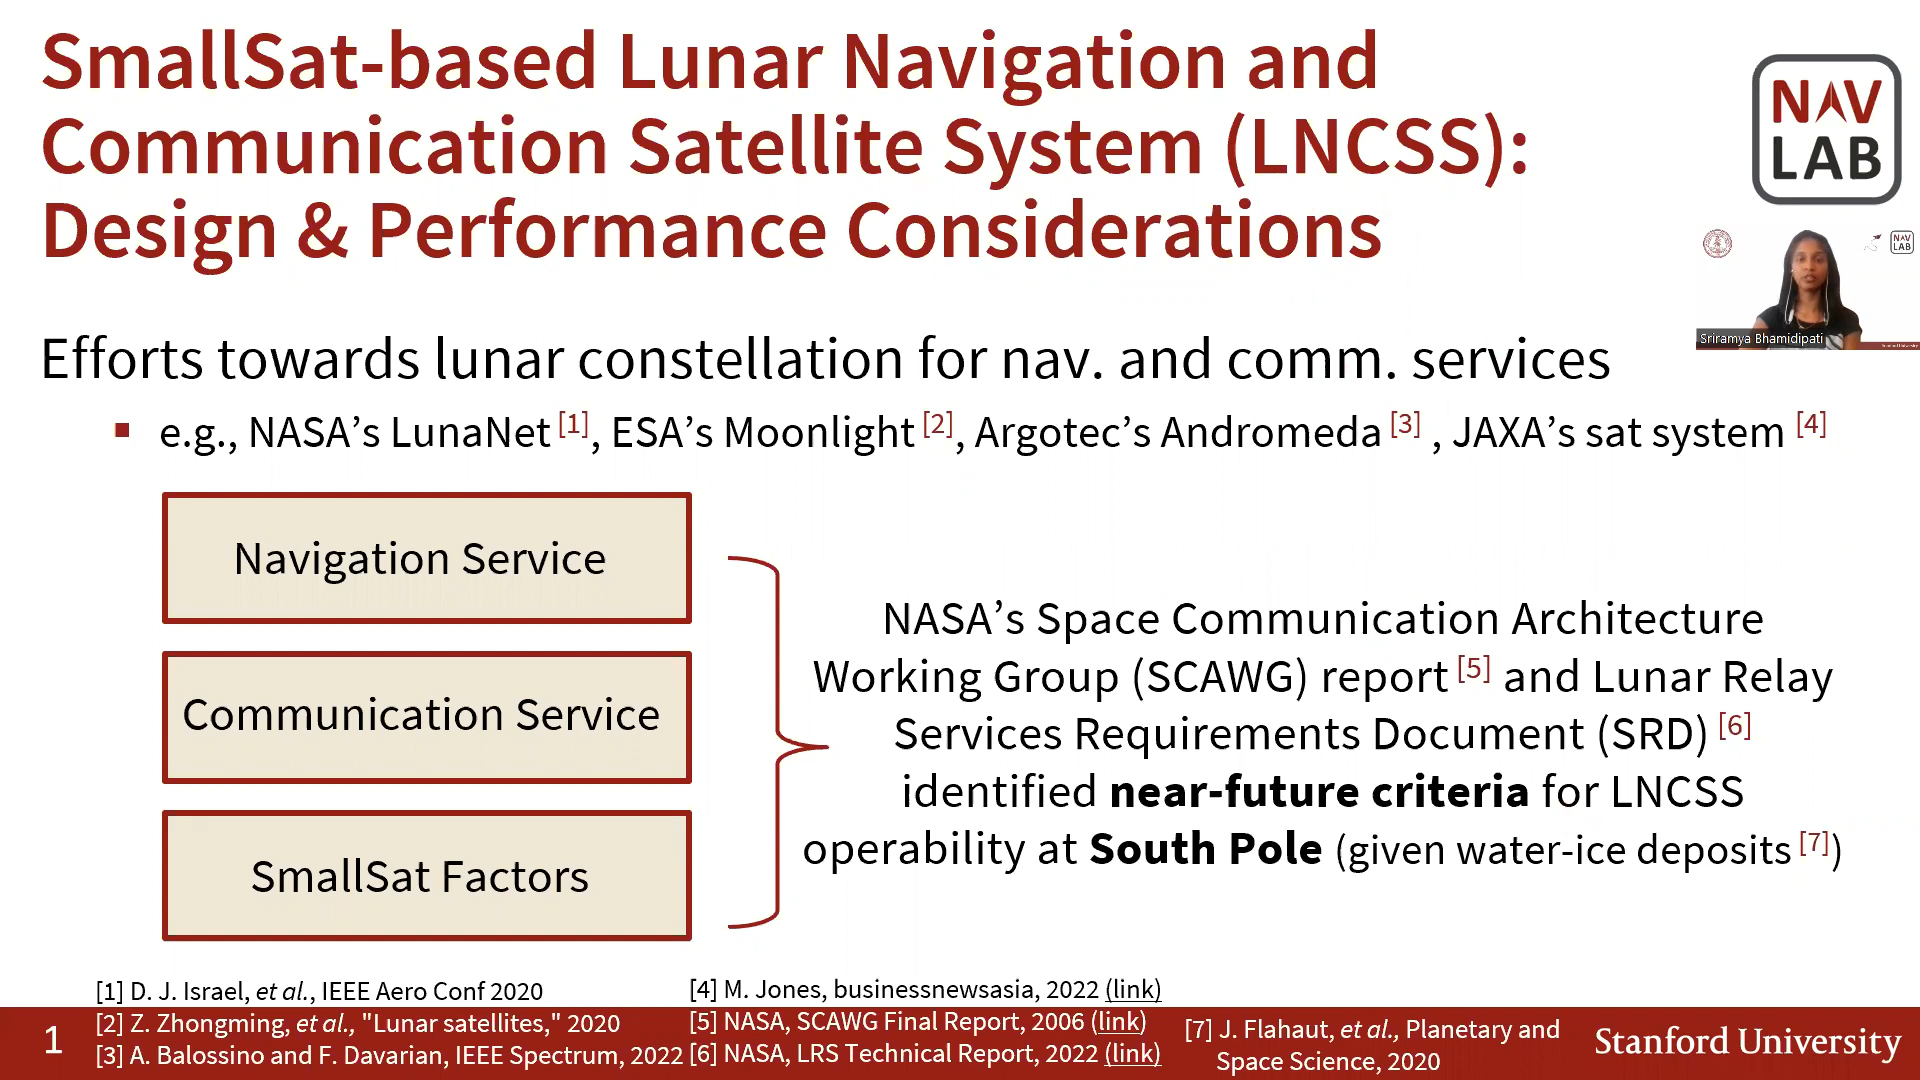 SmallSat-based Lunar Navigation and
Communication Satellite System (LNCSS):
Design & Performance Considerations
NAV
LAB
NAV
LAB
Sriramya Bhamidipati
Efforts towards lunar constellation for nav. and comm. services
▪ e.g., NASA's LunaNet [1], ESA's Moonlight [2], Argotec's Andromeda [3] , JAXA's sat system [4]
Navigation Service
Communication Service
SmallSat Factors
NASA's Space Communication Architecture
Working Group (SCAWG) report [5] and Lunar Relay
Services Requirements Document (SRD) [6]
identified near-future criteria for LNCSS
operability at South Pole (given water-ice deposits [7])
[1] D. J. Israel, et al., IEEE Aero Conf 2020
[2] Z. Zhongming, et al., "Lunar satellites," 2020
[3] A. Balossino and F. Davarian, IEEE Spectrum, 2022
[4] M. Jones, businessnewsasia, 2022 (link)
[5] NASA, SCAWG Final Report, 2006 (link)
[6] NASA, LRS Technical Report, 2022 (link)
[7] J. Flahaut, et al., Planetary and
Space Science, 2020
1
Stanford University